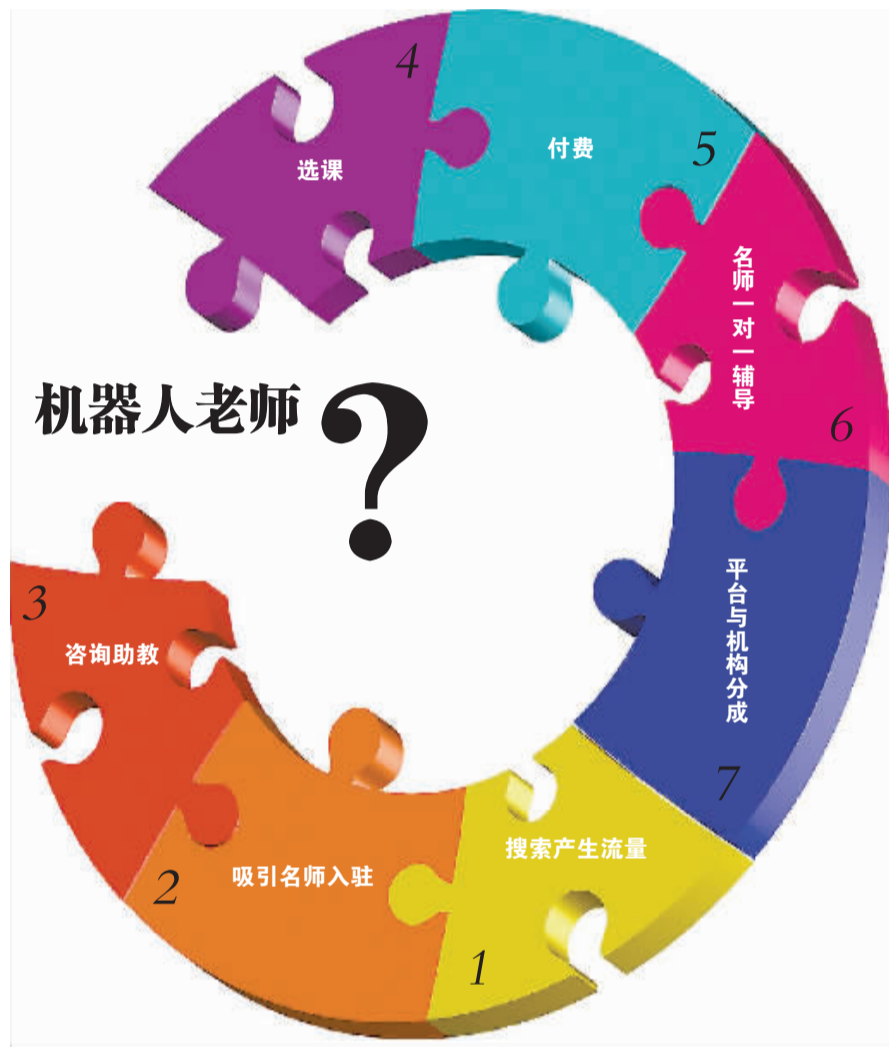 4
选课
付费
5
名师一对一辅导
6
机器人老师?
3
咨询助教
平台与机构分成
7
2
吸引名师入驻
搜索产生流量
1